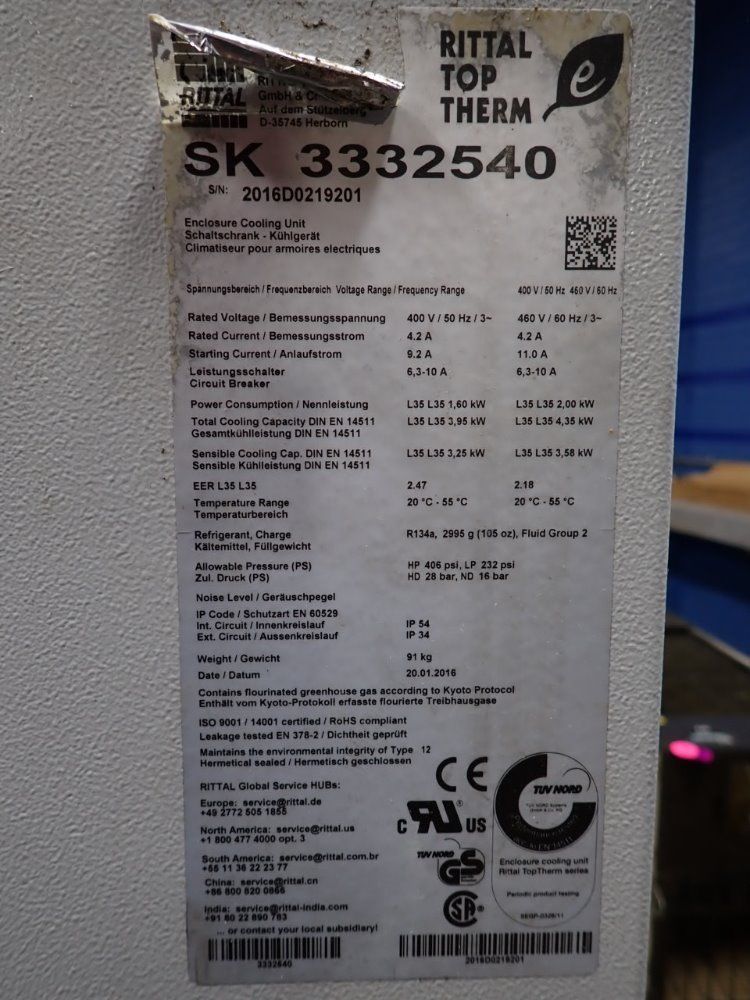 RITTAL
GmbH & C
Auf dem Stützelberg
D-35745 Herborn
RITTAL
TOP
THERM
e
SK 3332540
S/N: 2016D0219201
Enclosure Cooling Unit
Schaltschrank - Kühlgerät
Climatiseur pour armoires electriques
Spannungsbereich / Frequenzbereich Voltage Range / Frequency Range 400 V / 50 Hz 460 V / 60 Hz
Rated Voltage / Bemessungsspannung 400 V / 50 Hz / 3~ 460 V / 60 Hz / 3~
Rated Current / Bemessungsstrom 4.2 A 4.2 A
Starting Current / Anlaufstrom 9.2 A 11.0 A
Leistungsschalter 6,3-10 A 6,3-10 A
Circuit Breaker
Power Consumption / Nennleistung L35 L35 1,60 kW L35 L35 2,00 kW
Total Cooling Capacity DIN EN 14511 L35 L35 3,95 kW L35 L35 4,35 kW
Gesamtkühlleistung DIN EN 14511
Sensible Cooling Cap. DIN EN 14511 L35 L35 3,25 kW L35 L35 3,58 kW
Sensible Kühlleistung DIN EN 14511
EER L35 L35 2.47 2.18
Temperature Range 20 °C - 55 °C 20 °C - 55 °C
Temperaturbereich
Refrigerant, Charge R134a, 2995 g (105 oz), Fluid Group 2
Kältemittel, Füllgewicht
Allowable Pressure (PS) HP 406 psi, LP 232 psi
Zul. Druck (PS) HD 28 bar, ND 16 bar
Noise Level / Geräuschpegel
IP Code / Schutzart EN 60529
Int. Circuit / Innenkreislauf IP 54
Ext. Circuit / Aussenkreislauf IP 34
Weight / Gewicht 91 kg
Date / Datum 20.01.2016
Contains flourinated greenhouse gas according to Kyoto Protocol
Enthält vom Kyoto-Protokoll erfasste flourierte Treibhausgase
ISO 9001 / 14001 certified / RoHS compliant
Leakage tested EN 378-2 / Dichtheit geprüft
Maintains the environmental integrity of Type 12
Hermetical sealed / Hermetisch geschlossen
RITTAL Global Service HUBs:
Europe: service@rittal.de
+49 2772 505 1855
North America: service@rittal.us
+1 800 477 4000 opt. 3
South America: service@rittal.com.br
+55 11 36 22 23 77
China: service@rittal.cn
+86 800 820 0866
India: service@rittal-india.com
+91 80 22 890 783
... or contact your local subsidiary!
CE
c RU ® US
TUV NORD
GS
SA
TUV NORD
TUV NORD Systems
GmbH & Co. KG
Enclosure cooling unit
Rittal TopTherm series
Periodic product testing
3332540
2016D0219201